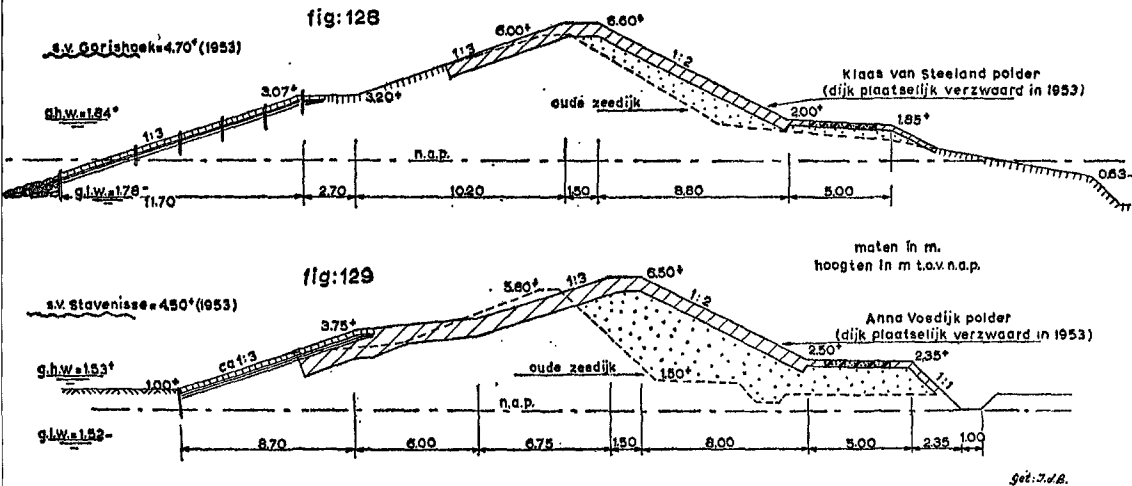 fig:128
s.v. Gorishoek=4.70+ (1953)
6.00+
6.60+
1:3
1:2
Klaas van Steeland polder
(dijk plaatselijk verzwaard in 1953)
3.07+
3.20+
oude zeedijk
2.00+
1.85+
g.h.w.=1.84+
1:3
n.a.p.
0.63-
g.l.w.=1.78-
11.70
2.70
10.20
1.50
8.80
5.00
maten in m.
hoogten in m t.o.v. n.a.p.
fig:129
s.v. Stavenisse=4.50+ (1953)
5.60+
1:3
6.50+
1:2
Anna Vosdijk polder
(dijk plaatselijk verzwaard in 1953)
3.75+
ca 1:3
2.50+
2.35+
g.h.w.=1.53+
1.00+
oude zeedijk
1.50+
1:1
n.a.p.
g.l.w.=1.52-
8.70
6.00
6.75
1.50
8.00
5.00
2.35
1.00
get: J.d.B.